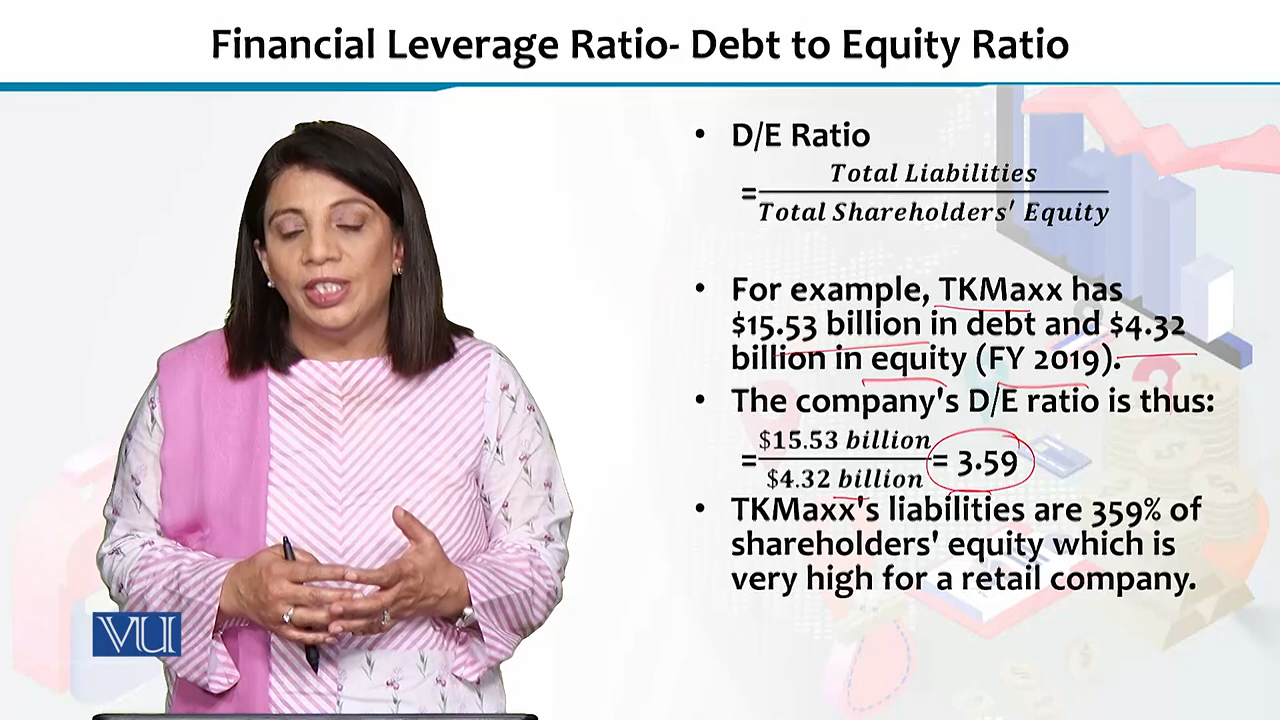 Financial Leverage Ratio- Debt to Equity Ratio
• D/E Ratio
= Total Liabilities
Total Shareholders' Equity
• For example, TKMaxx has
$15.53 billion in debt and $4.32
billion in equity (FY 2019).
• The company's D/E ratio is thus:
= $15.53 billion
$4.32 billion = 3.59
• TKMaxx's liabilities are 359% of
shareholders' equity which is
very high for a retail company.
VU